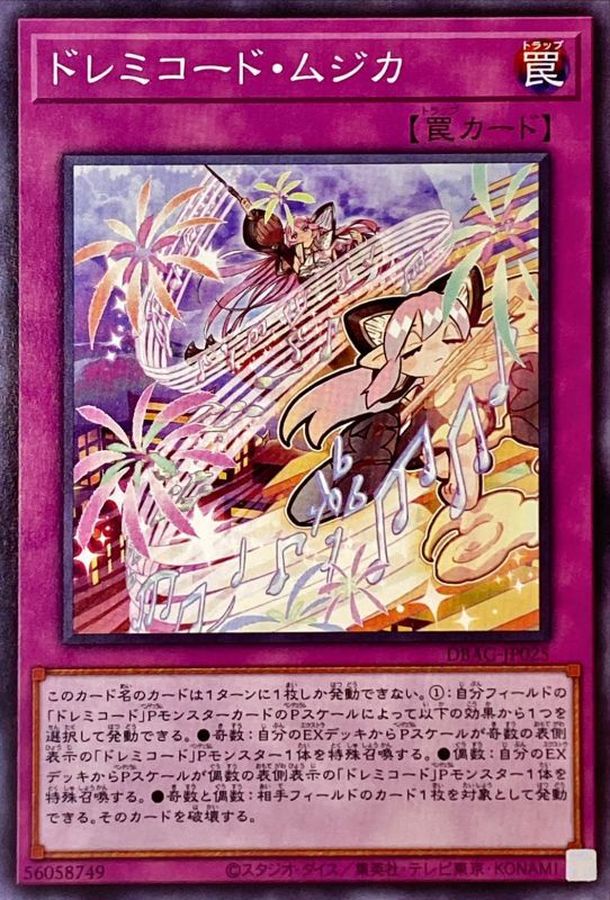 ドレミコード・ムジカ
トラップ
罠
トラップ
【罠カード】
DBAG-JP025
このカード名のカードは1ターンに1枚しか発動できない。①:自分フィールドの
「ドレミコード」PモンスターカードのPスケールによって以下の効果から1つを
選択して発動できる。●奇数:自分のEXデッキからPスケールが奇数の表側
表示の「ドレミコード」Pモンスター1体を特殊召喚する。●偶数:自分のEX
デッキからPスケールが偶数の表側表示の「ドレミコード」Pモンスター1体を
特殊召喚する。●奇数と偶数:相手フィールドのカード1枚を対象として発動
できる。そのカードを破壊する。
56058749
©スタジオ・ダイス/集英社・テレビ東京・KONAMI